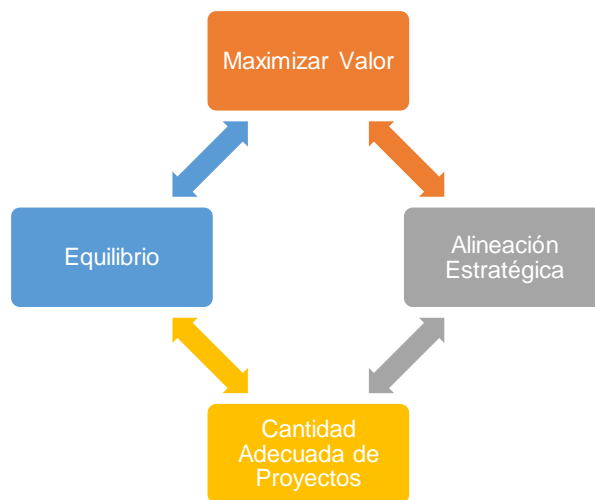 Maximizar Valor
Equilibrio
Alineación
Estratégica
Cantidad
Adecuada de
Proyectos